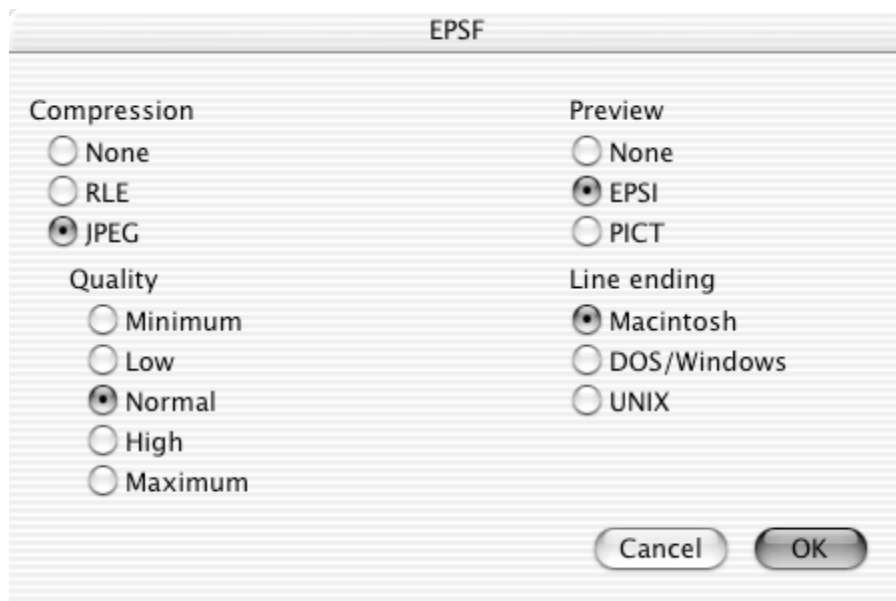 EPSF
Compression
None
RLE
JPEG
Quality
Minimum
Low
Normal
High
Maximum
Preview
None
EPSI
PICT
Line ending
Macintosh
DOS/Windows
UNIX
Cancel
OK